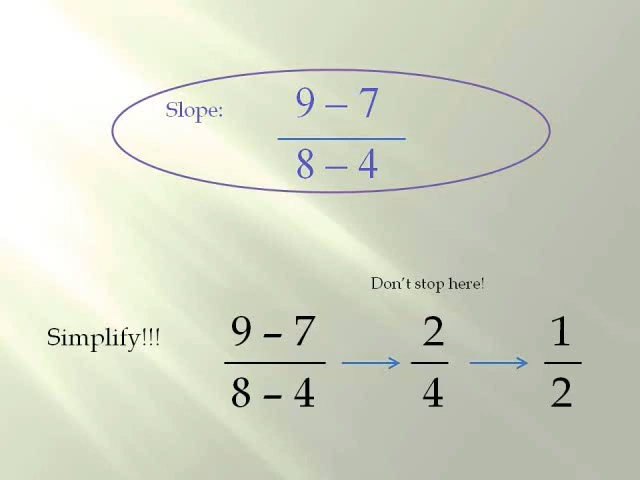 Slope:
9 – 7
8 – 4
Don't stop here!
Simplify!!!
9 – 7
8 – 4
2
4
1
2